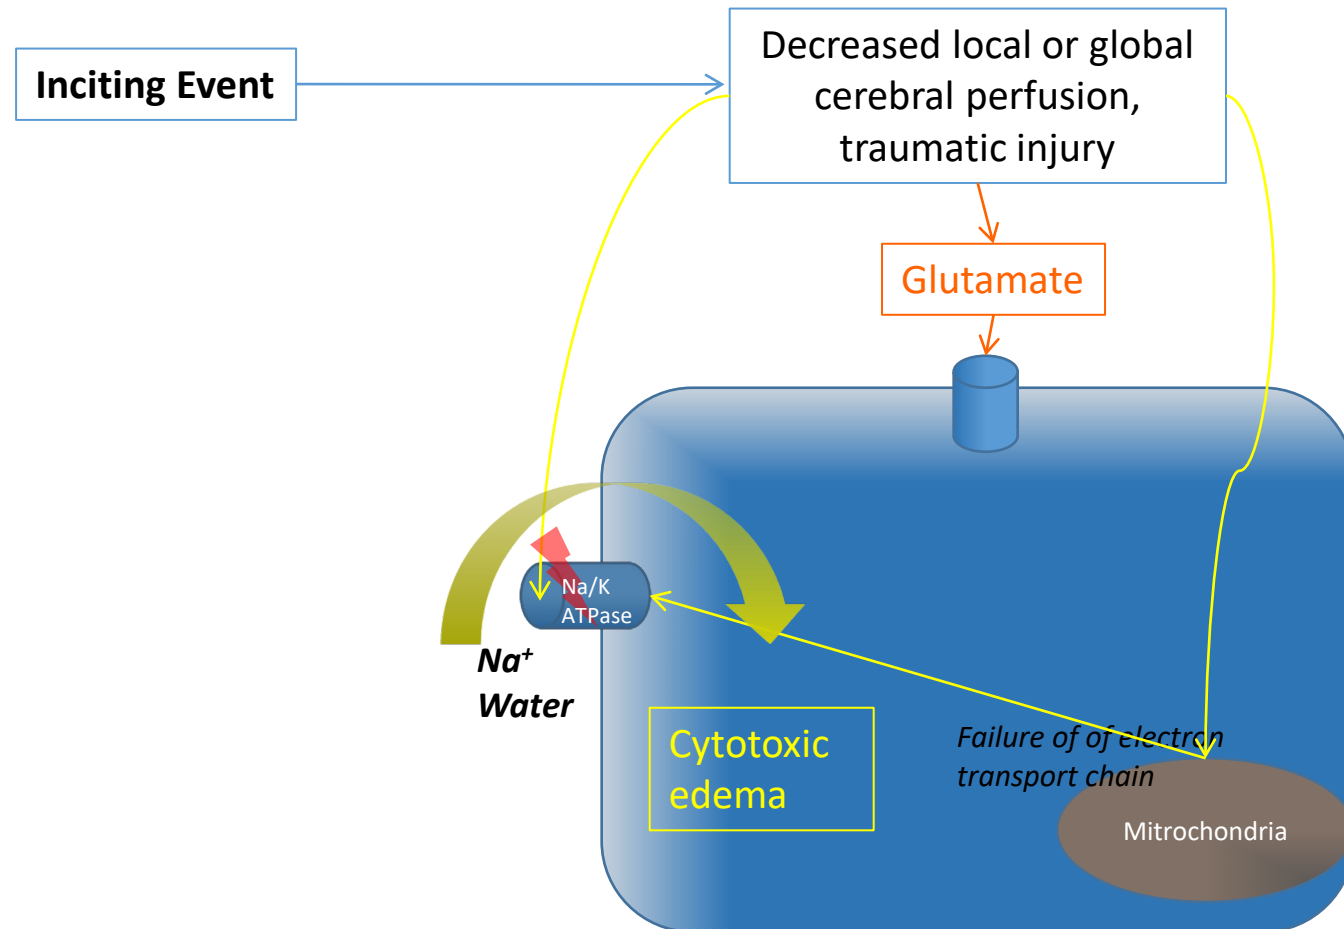 Inciting Event
Decreased local or global
cerebral perfusion,
traumatic injury
Glutamate
Na/K
ATPase
Na⁺
Water
Cytotoxic
edema
Failure of of electron
transport chain
Mitrochondria